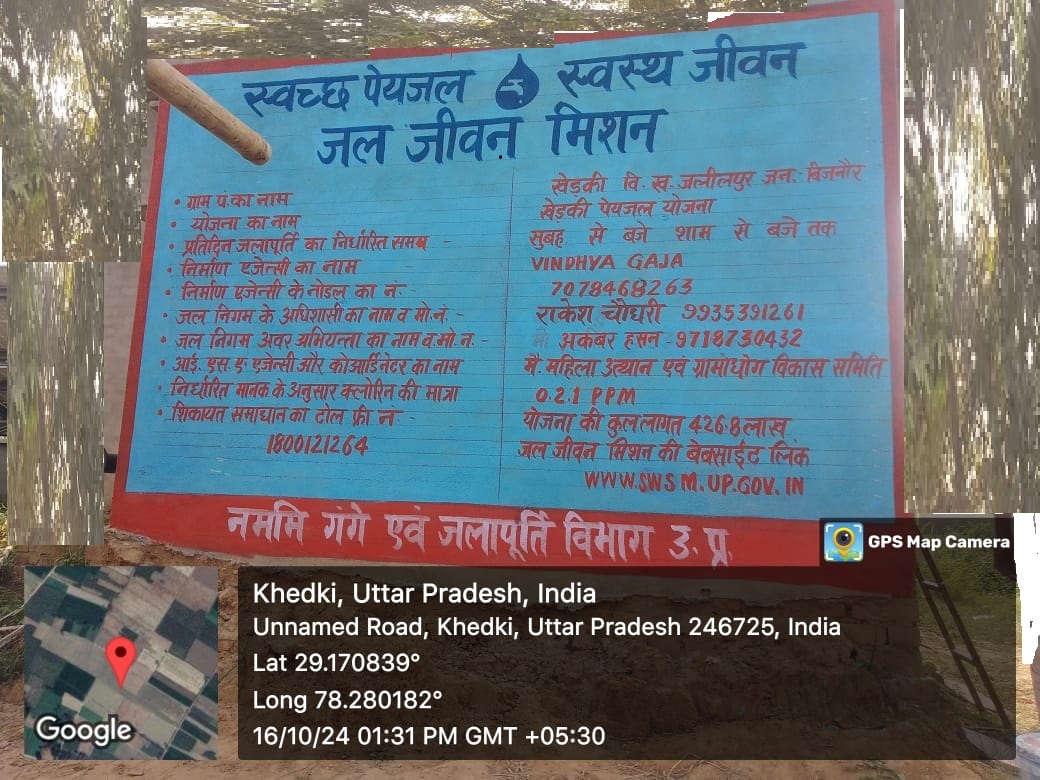 स्वच्छ पेयजल स्वस्थ जीवन
जल जीवन मिशन
• ग्राम पं. का नाम
• योजना का नाम
• प्रतिदिन जलापूर्ति का निर्धारित समय -
• निर्माण एजेन्सी का नाम
• निर्माण एजेन्सी के नोडल का नं. -
• जल निगम के अधिशासी का नाम व मो.नं. -
• जल निगम अवर अभियन्ता का नाम व.मो.नं. -
• आई. एस. ए. एजेन्सी और कोआर्डिनेटर का नाम
• निर्धारित मानक के अनुसार क्लोरिन की मात्रा
• शिकायत समाधान का टोल फ्री नं -
1800121264
खेड़की वि. ख. जलीलपुर जन. बिजनौर
खेड़की पेयजल योजना
सुबह से बजे शाम से बजे तक
VINDHYA GAJA
7078468263
राकेश चौधरी 9935391261
मो अकबर हसन - 9718730432
मै. महिला उत्थान एवं ग्रामोधोग विकास समिति
0.2.1 PPM
योजना की कुल लागत 426.8 लाख
जल जीवन मिशन की बेबसाईट लिंक
WWW.SWSM.UP.GOV.IN
नममि गंगे एवं जलापूर्ति विभाग उ. प्र.
GPS Map Camera
Khedki, Uttar Pradesh, India
Unnamed Road, Khedki, Uttar Pradesh 246725, India
Lat 29.170839°
Long 78.280182°
16/10/24 01:31 PM GMT +05:30
Google